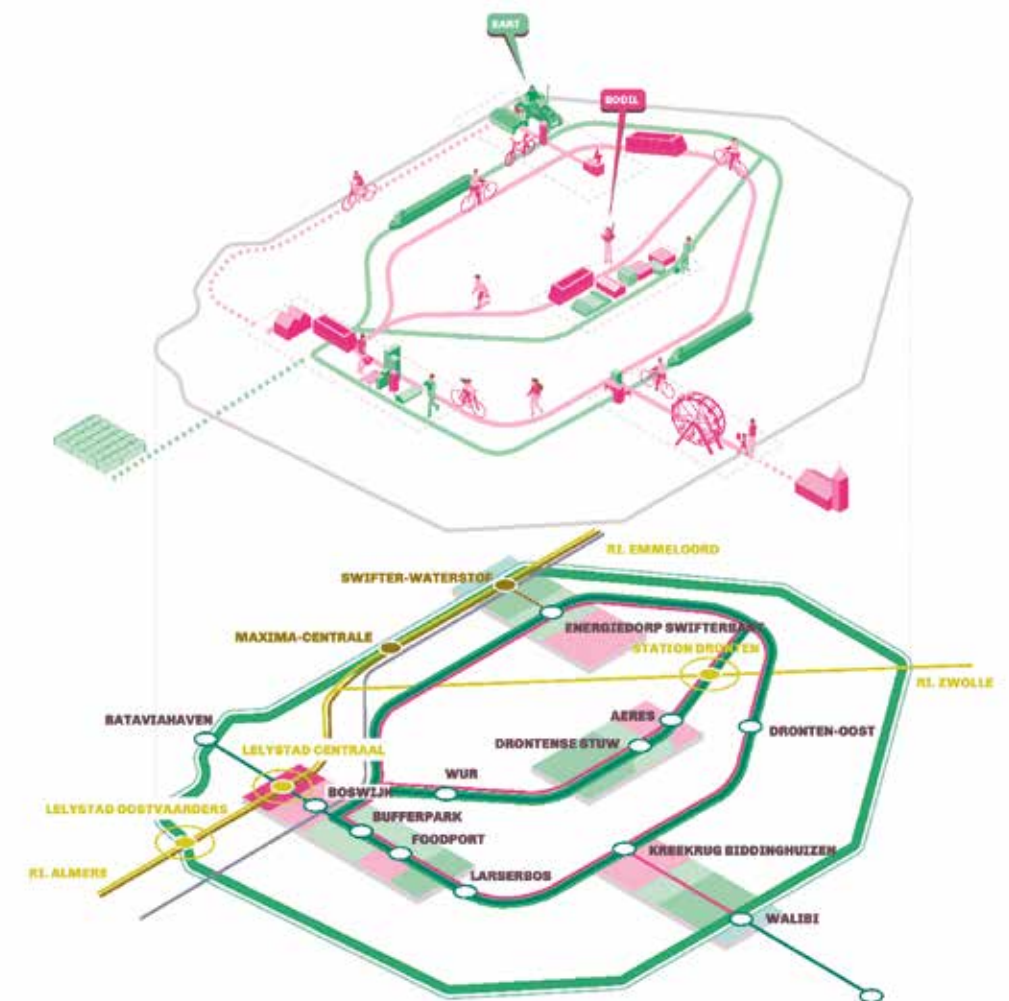 BART
BODIL
RI. EMMELOORD
SWIFTER-WATERSTOF
ENERGIEDORP SWIFTERBANT
MAXIMA-CENTRALE
STATION DRONTEN
RI. ZWOLLE
BATAVIAHAVEN
AERES
DRONTEN-OOST
DRONTENSE STUW
LELYSTAD CENTRAAL
WUR
BOSWIJK
LELYSTAD OOSTVAARDERS
BUFFERPARK
FOODPORT
KREEKRUG BIDDINGHUIZEN
RI. ALMERE
LARSERBOS
WALIBI